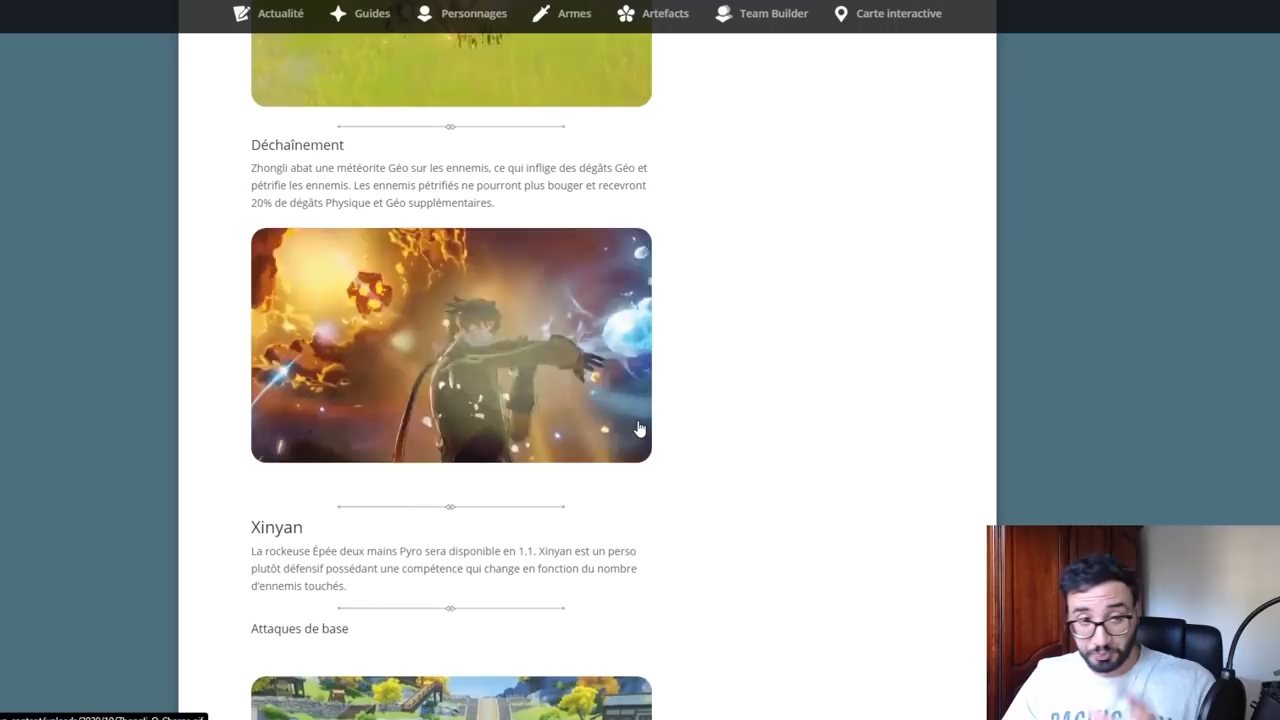 Actualité
Guides
Personnages
Armes
Artefacts
Team Builder
Carte interactive
Déchaînement
Zhongli abat une météorite Géo sur les ennemis, ce qui inflige des dégâts Géo et
pétrifie les ennemis. Les ennemis pétrifiés ne pourront plus bouger et recevront
20% de dégâts Physique et Géo supplémentaires.
Xinyan
La rockeuse Épée deux mains Pyro sera disponible en 1.1. Xinyan est un perso
plutôt défensif possédant une compétence qui change en fonction du nombre
d'ennemis touchés.
Attaques de base